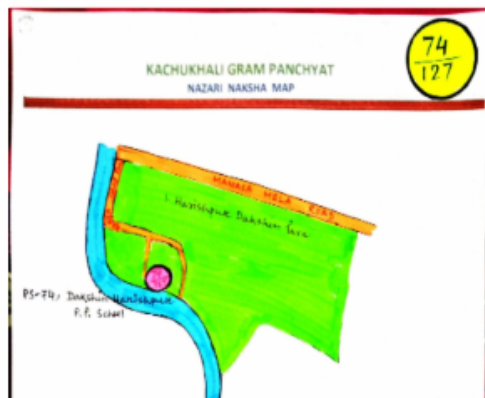 74
127
KACHUKHALI GRAM PANCHYAT
NAZARI NAKSHA MAP
MANASA MELA ROAD
1. Harishpur Dakshin Para
PS-74, Dakshin Harishpur
F.P. School